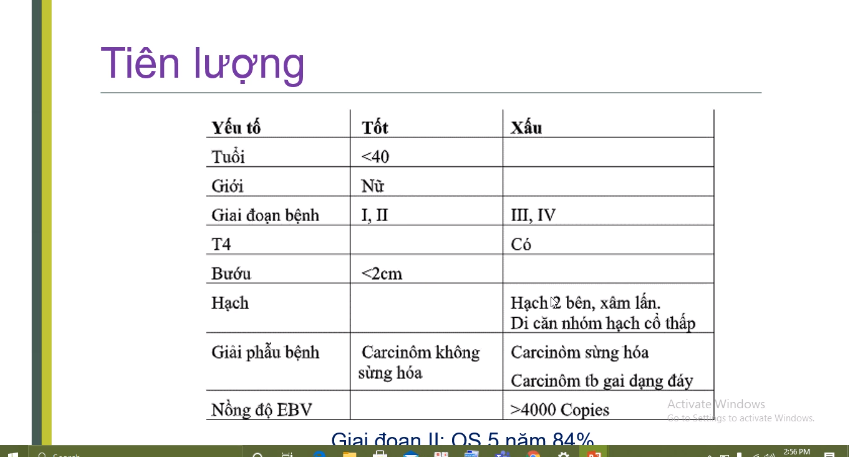 Tiên lượng
Yếu tố Tốt Xấu
Tuổi <40
Giới Nữ
Giai đoạn bệnh I, II III, IV
T4 Có
Bướu <2cm
Hạch Hạch 2 bên, xâm lấn.
Di căn nhóm hạch cổ thấp
Giải phẫu bệnh Carcinôm không Carcinòm sừng hóa
sừng hóa
Carcinôm tb gai dạng đáy
Nồng độ EBV >4000 Copies
Activate Windows
Go to Settings to activate Windows.
Giai đoạn II: OS 5 năm 84%
2:56 PM